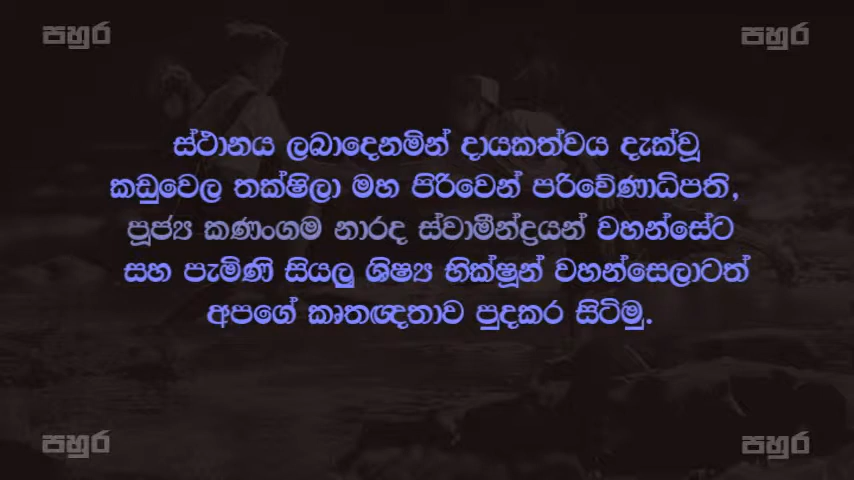 පහුර
පහුර
ස්ථානය ලබාදෙනමින් දායකත්වය දැක්වූ
කඩුවෙල තක්ෂිලා මහ පිරිවෙන් පරිවේණාධිපති,
පූජ්‍ය කණංගම නාරද ස්වාමීන්ද්‍රයන් වහන්සේට
සහ පැමිණි සියලු ශිෂ්‍ය භික්ෂූන් වහන්සෙලාටත්
අපගේ කෘතඥතාව පුදකර සිටිමු.
පහුර
පහුර